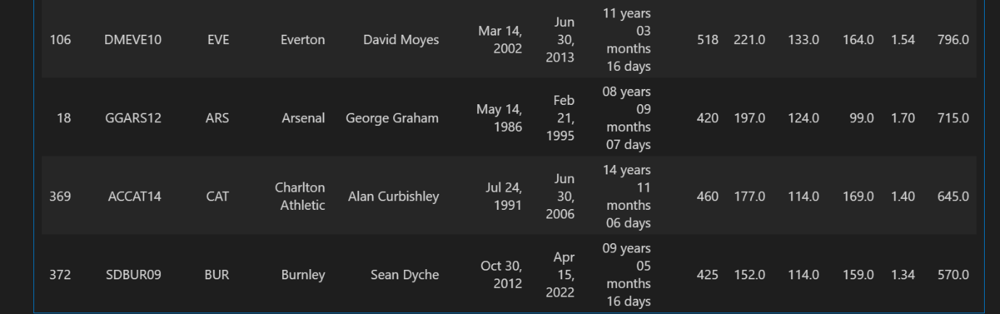 106 DMEVE10 EVE Everton David Moyes Mar 14, 2002 Jun 30, 2013 11 years 03 months 16 days 518 221.0 133.0 164.0 1.54 796.0
18 GGARS12 ARS Arsenal George Graham May 14, 1986 Feb 21, 1995 08 years 09 months 07 days 420 197.0 124.0 99.0 1.70 715.0
369 ACCAT14 CAT Charlton Athletic Alan Curbishley Jul 24, 1991 Jun 30, 2006 14 years 11 months 06 days 460 177.0 114.0 169.0 1.40 645.0
372 SDBUR09 BUR Burnley Sean Dyche Oct 30, 2012 Apr 15, 2022 09 years 05 months 16 days 425 152.0 114.0 159.0 1.34 570.0